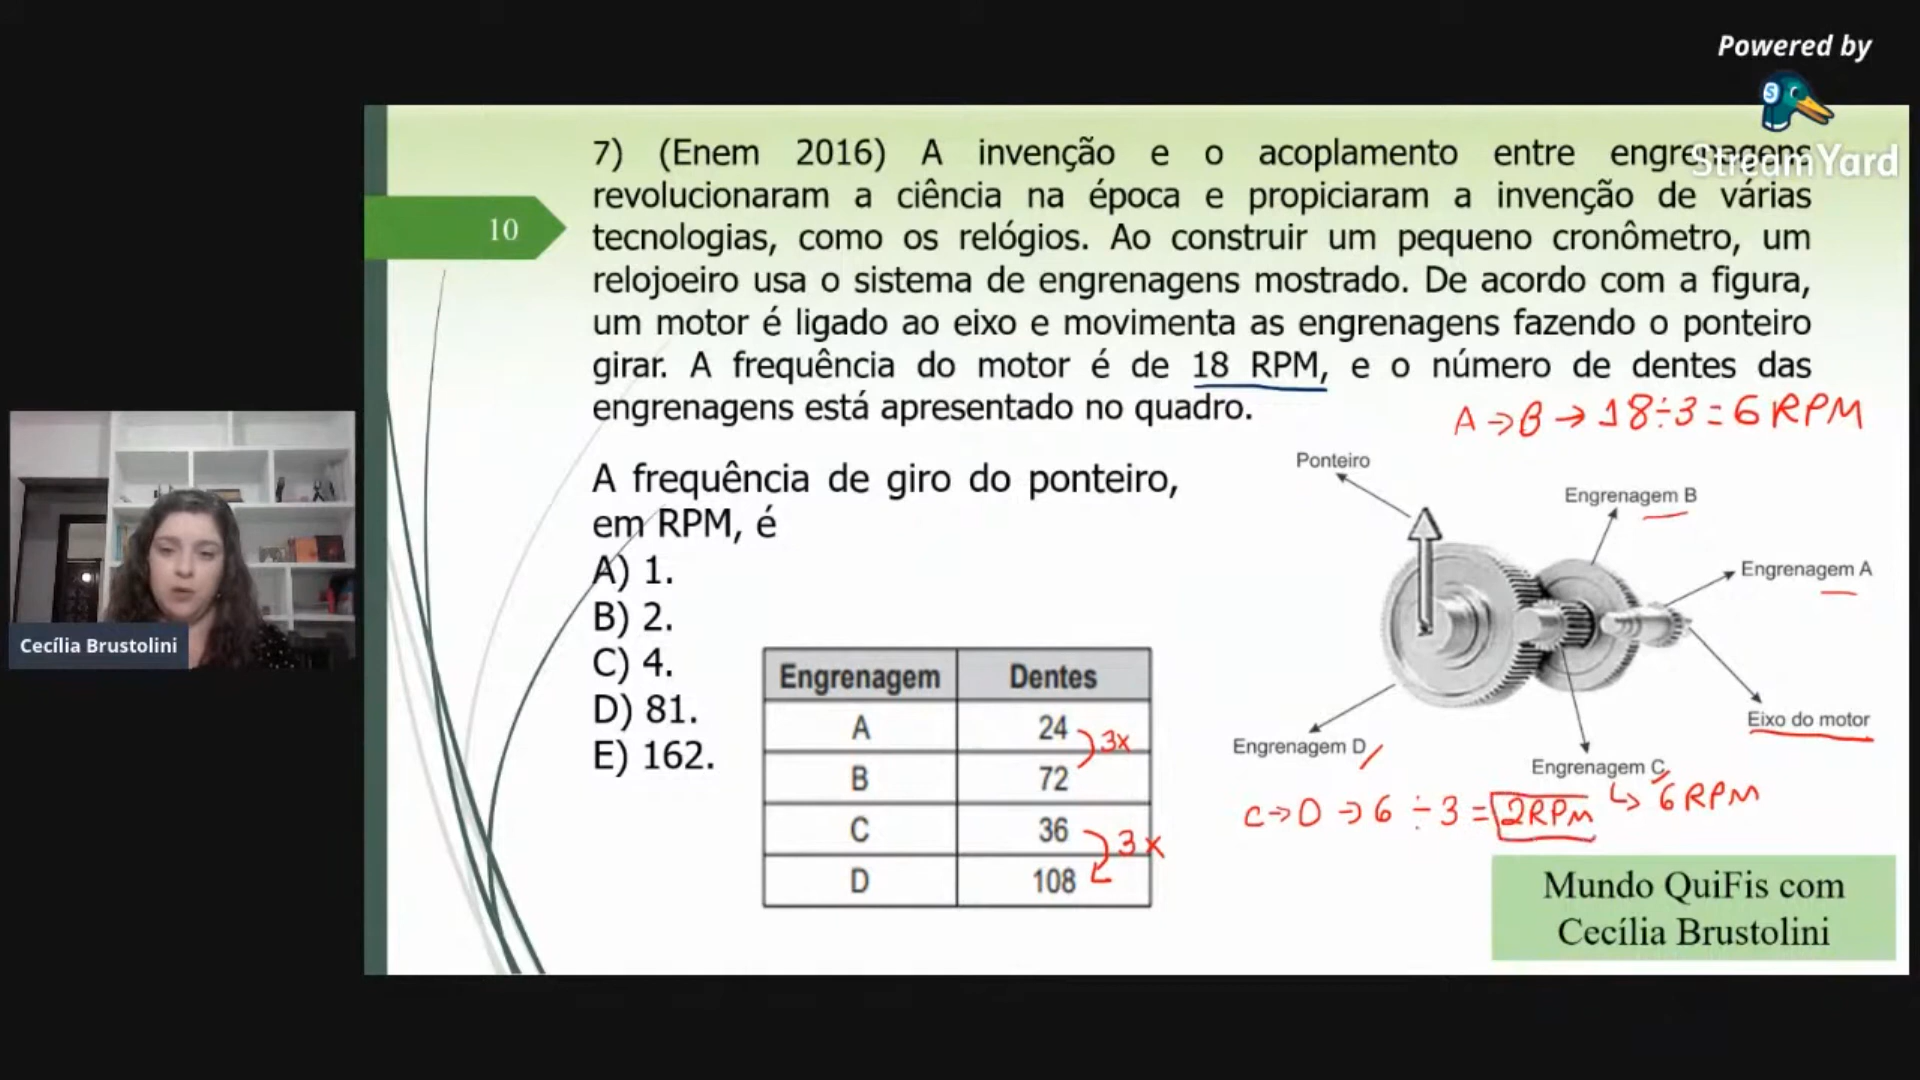 Powered by
StreamYard
10
7) (Enem 2016) A invenção e o acoplamento entre engrenagens
revolucionaram a ciência na época e propiciaram a invenção de várias
tecnologias, como os relógios. Ao construir um pequeno cronômetro, um
relojoeiro usa o sistema de engrenagens mostrado. De acordo com a figura,
um motor é ligado ao eixo e movimenta as engrenagens fazendo o ponteiro
girar. A frequência do motor é de 18 RPM, e o número de dentes das
engrenagens está apresentado no quadro.
A → B → 18 ÷ 3 = 6 RPM
A frequência de giro do ponteiro,
em RPM, é
A) 1.
B) 2.
C) 4.
D) 81.
E) 162.
Engrenagem Dentes
A 24
B 72
C 36
D 108
3x
3x
Ponteiro
Engrenagem B
Engrenagem A
Eixo do motor
Engrenagem D
Engrenagem C
↳ 6 RPM
C → D → 6 ÷ 3 = 2 RPM
Mundo QuiFis com
Cecília Brustolini
Cecília Brustolini